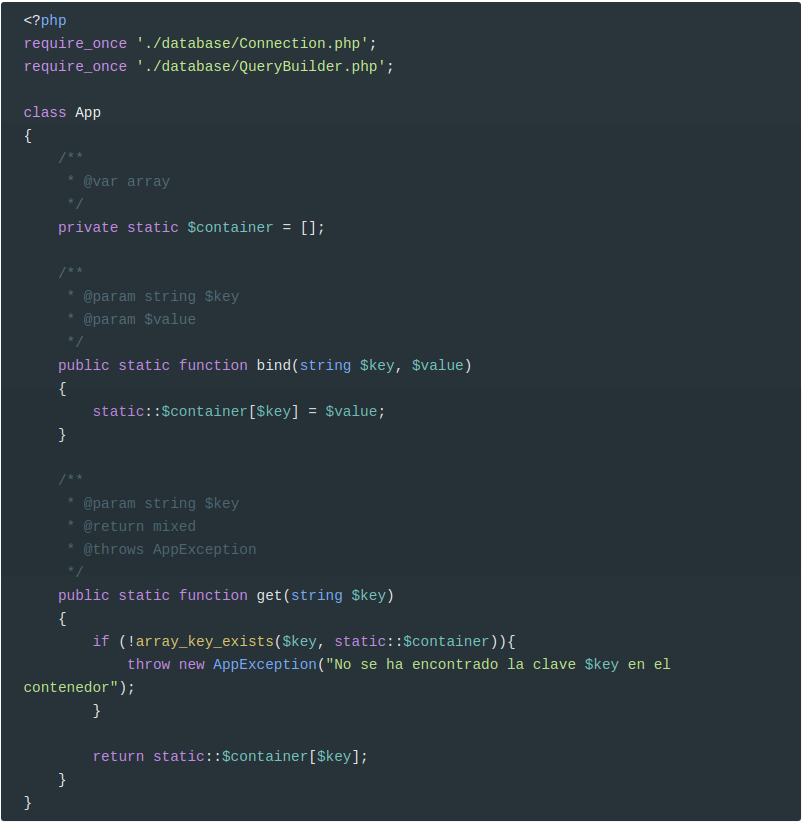 <?php
require_once './database/Connection.php';
require_once './database/QueryBuilder.php';

class App
{
    /**
     * @var array
     */
    private static $container = [];

    /**
     * @param string $key
     * @param $value
     */
    public static function bind(string $key, $value)
    {
        static::$container[$key] = $value;
    }

    /**
     * @param string $key
     * @return mixed
     * @throws AppException
     */
    public static function get(string $key)
    {
        if (!array_key_exists($key, static::$container)){
            throw new AppException("No se ha encontrado la clave $key en el
contenedor");
        }

        return static::$container[$key];
    }
}